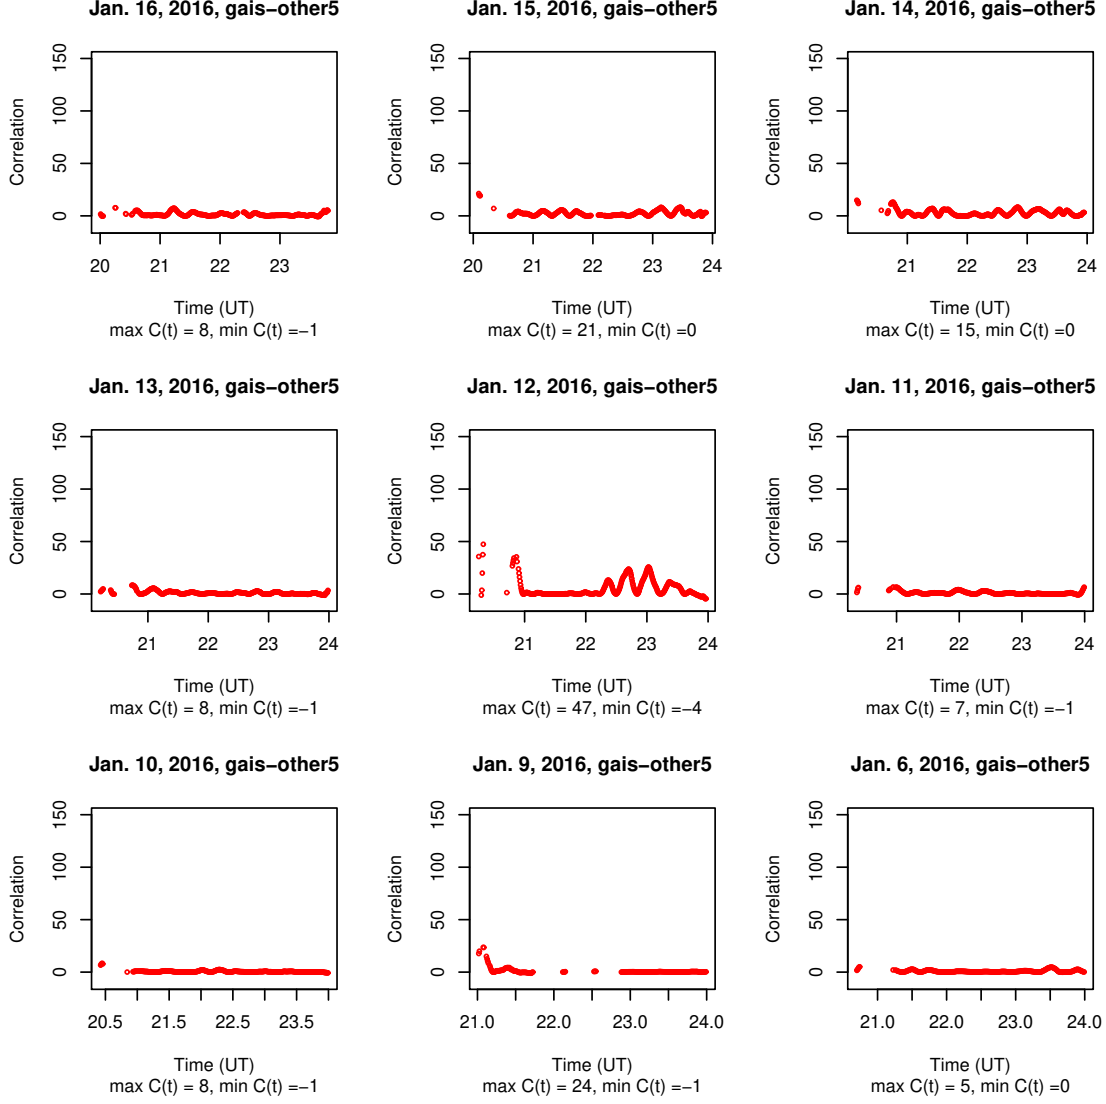 Jan. 16, 2016, gais−other5
Correlation
0 50 100 150
20 21 22 23
Time (UT)
max C(t) = 8, min C(t) =−1
Jan. 15, 2016, gais−other5
Correlation
0 50 100 150
20 21 22 23 24
Time (UT)
max C(t) = 21, min C(t) =0
Jan. 14, 2016, gais−other5
Correlation
0 50 100 150
21 22 23 24
Time (UT)
max C(t) = 15, min C(t) =0
Jan. 13, 2016, gais−other5
Correlation
0 50 100 150
21 22 23 24
Time (UT)
max C(t) = 8, min C(t) =−1
Jan. 12, 2016, gais−other5
Correlation
0 50 100 150
21 22 23 24
Time (UT)
max C(t) = 47, min C(t) =−4
Jan. 11, 2016, gais−other5
Correlation
0 50 100 150
21 22 23 24
Time (UT)
max C(t) = 7, min C(t) =−1
Jan. 10, 2016, gais−other5
Correlation
0 50 100 150
20.5 21.5 22.5 23.5
Time (UT)
max C(t) = 8, min C(t) =−1
Jan. 9, 2016, gais−other5
Correlation
0 50 100 150
21.0 22.0 23.0 24.0
Time (UT)
max C(t) = 24, min C(t) =−1
Jan. 6, 2016, gais−other5
Correlation
0 50 100 150
21.0 22.0 23.0 24.0
Time (UT)
max C(t) = 5, min C(t) =0